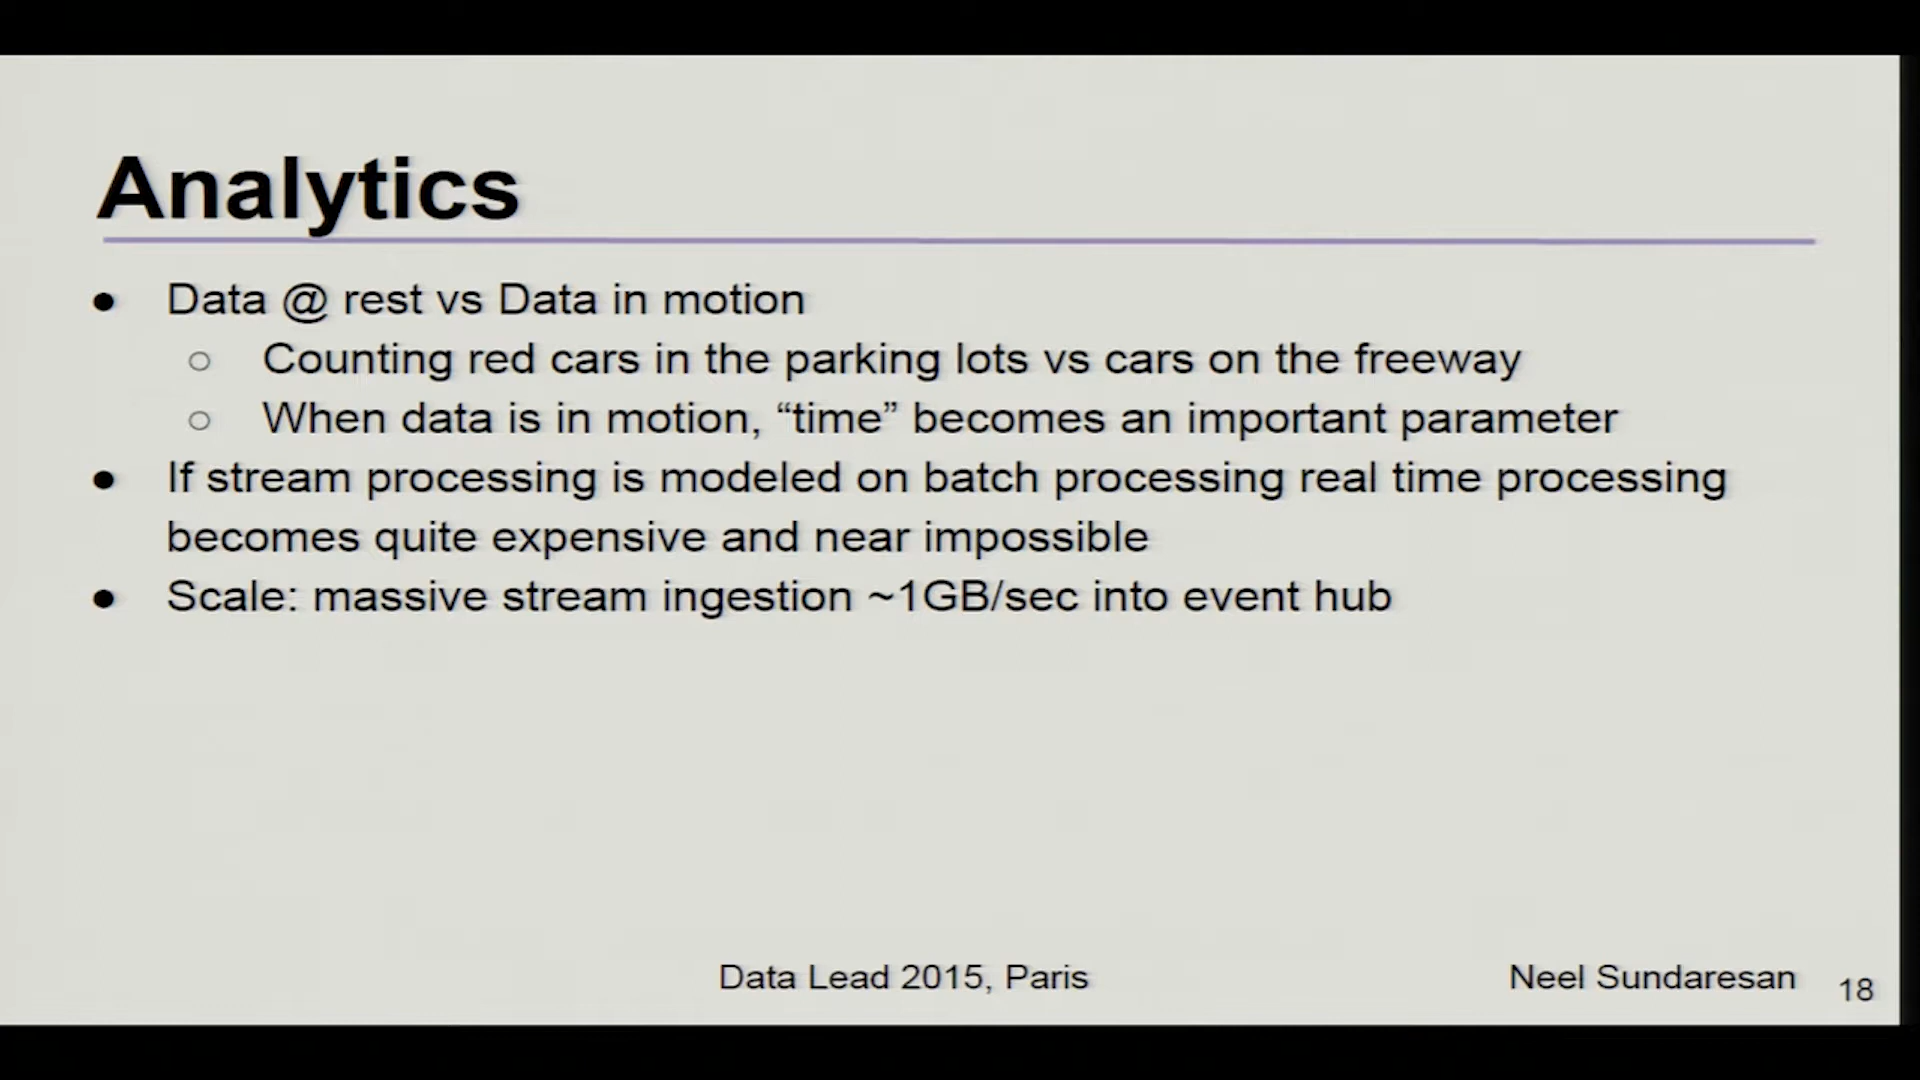 Analytics
● Data @ rest vs Data in motion
○ Counting red cars in the parking lots vs cars on the freeway
○ When data is in motion, “time” becomes an important parameter
● If stream processing is modeled on batch processing real time processing
becomes quite expensive and near impossible
● Scale: massive stream ingestion ~1GB/sec into event hub
Data Lead 2015, Paris
Neel Sundaresan
18